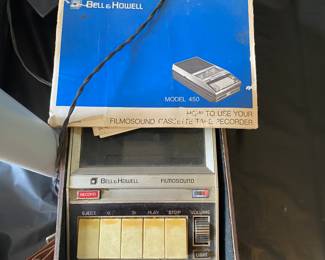 BELL & HOWELL
MODEL 450
HOW TO USE YOUR
FILMOSOUND CASSETTE TAPE RECORDER
BELL & HOWELL FILMOSOUND
RECORD
EJECT PLAY STOP VOLUME
LIGHT